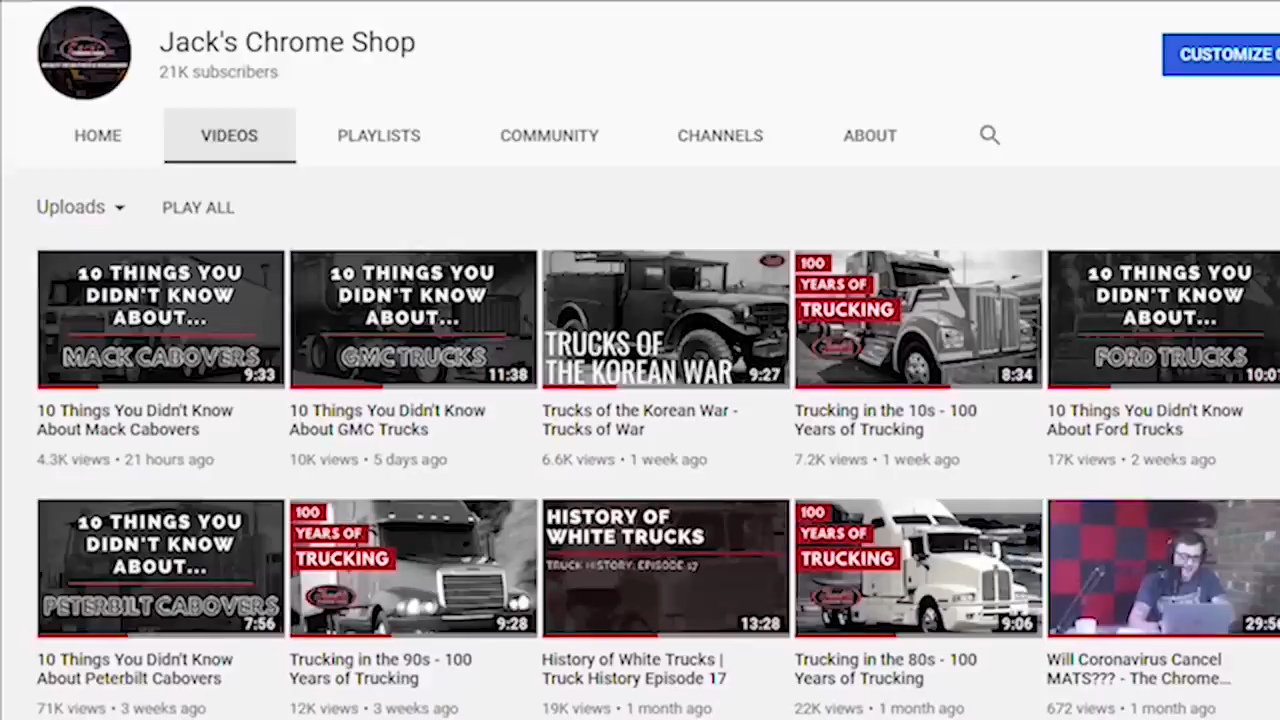 Jack's Chrome Shop
21K subscribers
CUSTOMIZE
HOME VIDEOS PLAYLISTS COMMUNITY CHANNELS ABOUT
Uploads PLAY ALL
10 THINGS YOU
DIDN'T KNOW
ABOUT...
MACK CABOVERS
9:33
10 THINGS YOU
DIDN'T KNOW
ABOUT...
GMC TRUCKS
11:38
TRUCKS OF
THE KOREAN WAR
9:27
100
YEARS OF
TRUCKING
8:34
10 THINGS YOU
DIDN'T KNOW
ABOUT...
FORD TRUCKS
10:01
10 Things You Didn't Know
About Mack Cabovers
4.3K views • 21 hours ago
10 Things You Didn't Know
About GMC Trucks
10K views • 5 days ago
Trucks of the Korean War -
Trucks of War
6.6K views • 1 week ago
Trucking in the 10s - 100
Years of Trucking
7.2K views • 1 week ago
10 Things You Didn't Know
About Ford Trucks
17K views • 2 weeks ago
10 THINGS YOU
DIDN'T KNOW
ABOUT...
PETERBILT CABOVERS
7:56
100
YEARS OF
TRUCKING
9:28
HISTORY OF
WHITE TRUCKS
TRUCK HISTORY: EPISODE 17
13:28
100
YEARS OF
TRUCKING
9:06
29:56
10 Things You Didn't Know
About Peterbilt Cabovers
71K views • 3 weeks ago
Trucking in the 90s - 100
Years of Trucking
12K views • 3 weeks ago
History of White Trucks |
Truck History Episode 17
19K views • 1 month ago
Trucking in the 80s - 100
Years of Trucking
22K views • 1 month ago
Will Coronavirus Cancel
MATS??? - The Chrome...
672 views • 1 month ago